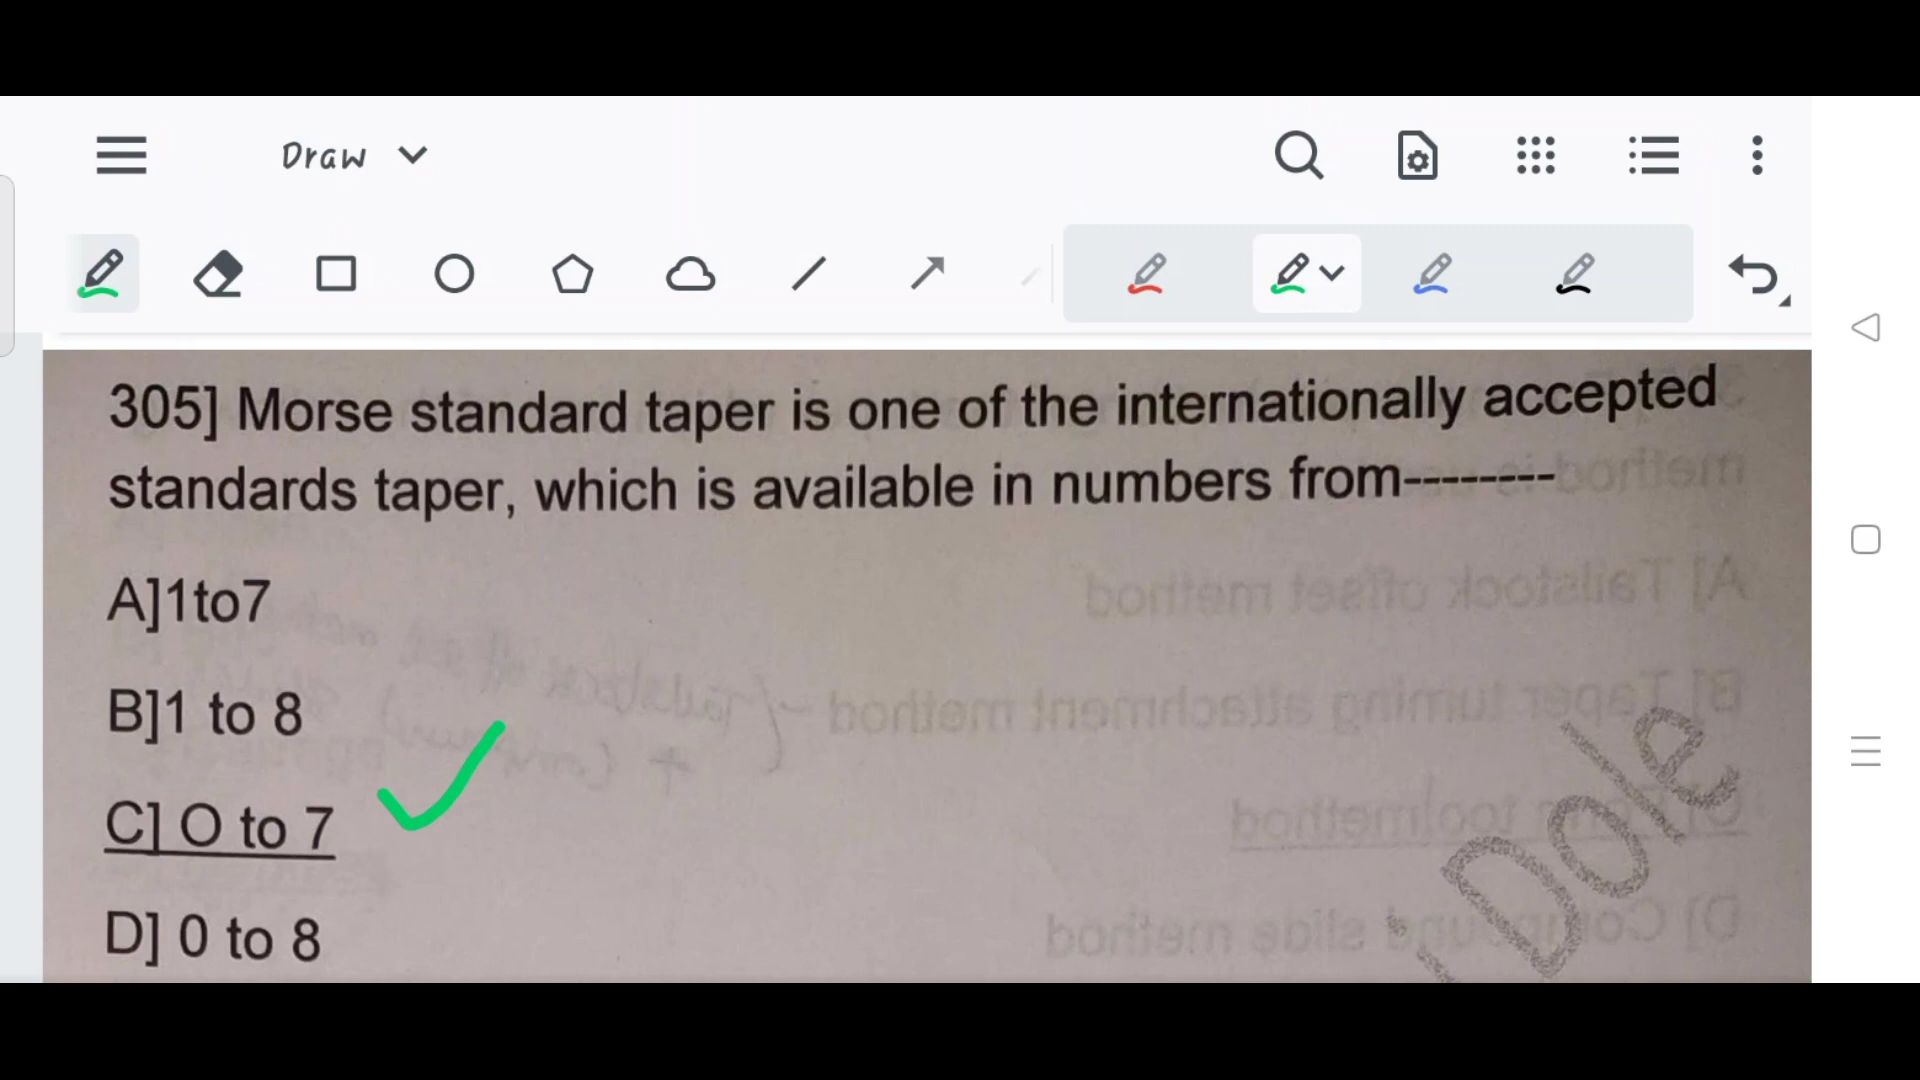 Draw
305] Morse standard taper is one of the internationally accepted
standards taper, which is available in numbers from--------
A]1to7
B]1 to 8
C] O to 7
D] 0 to 8
Dole